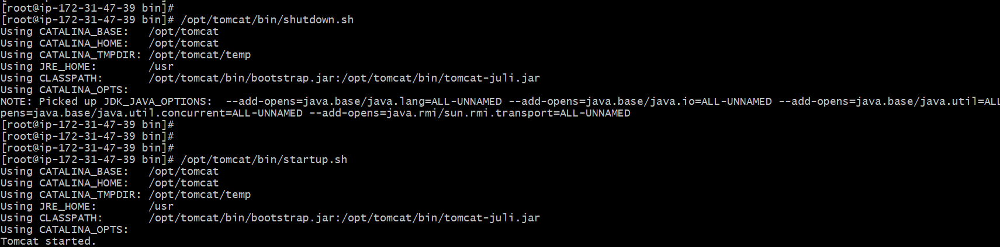 [root@ip-172-31-47-39 bin]#
[root@ip-172-31-47-39 bin]# /opt/tomcat/bin/shutdown.sh
Using CATALINA_BASE:   /opt/tomcat
Using CATALINA_HOME:   /opt/tomcat
Using CATALINA_TMPDIR: /opt/tomcat/temp
Using JRE_HOME:        /usr
Using CLASSPATH:       /opt/tomcat/bin/bootstrap.jar:/opt/tomcat/bin/tomcat-juli.jar
Using CATALINA_OPTS:
NOTE: Picked up JDK_JAVA_OPTIONS:  --add-opens=java.base/java.lang=ALL-UNNAMED --add-opens=java.base/java.io=ALL-UNNAMED --add-opens=java.base/java.util=ALL
pens=java.base/java.util.concurrent=ALL-UNNAMED --add-opens=java.rmi/sun.rmi.transport=ALL-UNNAMED
[root@ip-172-31-47-39 bin]#
[root@ip-172-31-47-39 bin]#
[root@ip-172-31-47-39 bin]#
[root@ip-172-31-47-39 bin]# /opt/tomcat/bin/startup.sh
Using CATALINA_BASE:   /opt/tomcat
Using CATALINA_HOME:   /opt/tomcat
Using CATALINA_TMPDIR: /opt/tomcat/temp
Using JRE_HOME:        /usr
Using CLASSPATH:       /opt/tomcat/bin/bootstrap.jar:/opt/tomcat/bin/tomcat-juli.jar
Using CATALINA_OPTS:
Tomcat started.